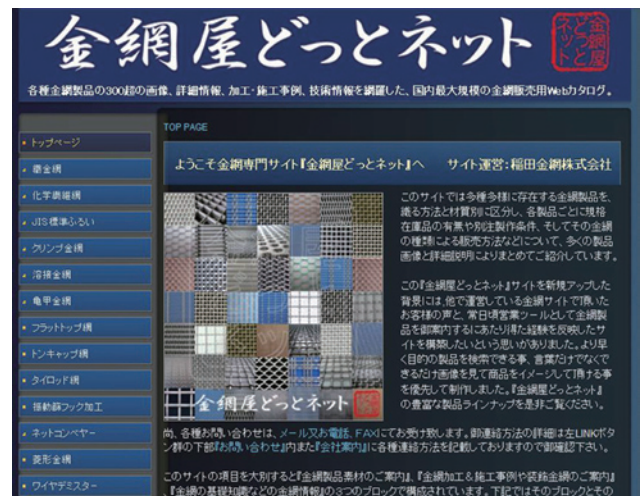 金網屋どっとネット
金網屋
どっと
ネット
各種金網製品の300超の画像、詳細情報、加工・施工事例、技術情報を網羅した、国内最大規模の金網販売用Webカタログ。
トップページ
織金網
化学繊維網
JIS標準ふるい
クリンプ金網
溶接金網
亀甲金網
フラットトップ網
トンキャップ網
タイロッド網
振動篩フック加工
ネットコンベヤー
菱形金網
ワイヤデミスター
TOP PAGE
ようこそ金網専門サイト『金網屋どっとネット』へ サイト運営:稲田金網株式会社
このサイトでは多種多様に存在する金網製品を、
織る方法と材質別に区分し、各製品ごとに規格
在庫品の有無や別注製作条件、そしてその金網
の種類による販売方法などについて、多くの製品
画像と詳細説明によりまとめてご紹介しています。
この『金網屋どっとネット』サイトを新規アップした
背景には、他で運営している金網サイトで頂いた
お客様の声と、常日頃営業ツールとして金網製
品を御案内するにあたり得た経験を反映したサ
イトを構築したいという思いがありました。より早
く目的の製品を検索できる事、言葉だけでなくで
きるだけ画像を見て商品をイメージして頂ける事
を優先して制作しました。『金網屋どっとネット』
の豊富な製品ラインナップを是非ご覧ください。
金網屋どっとネット
尚、各種お問い合わせは、メール又お電話、FAXにてお受け致します。御連絡方法の詳細は左LINKボタ
ン群の下部『お問い合わせ』内また『会社案内』に各種連絡方法を記載しておりますので御確認下さい。
このサイトの項目を大別すると『金網製品素材のご案内』、『金網加工&施工事例や装飾金網のご案内』
、『金網の基礎知識などの金網情報』の3つのブロックで構成されています。下記ではそのブロックとその